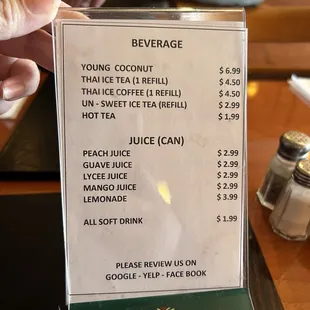 BEVERAGE
YOUNG COCONUT $ 6.99
THAI ICE TEA (1 REFILL) $ 4.50
THAI ICE COFFEE (1 REFILL) $ 4.50
UN - SWEET ICE TEA (REFILL) $ 2.99
HOT TEA $ 1.99
JUICE (CAN)
PEACH JUICE $ 2.99
GUAVE JUICE $ 2.99
LYCEE JUICE $ 2.99
MANGO JUICE $ 2.99
LEMONADE $ 3.99
ALL SOFT DRINK $ 1.99
PLEASE REVIEW US ON
GOOGLE - YELP - FACE BOOK